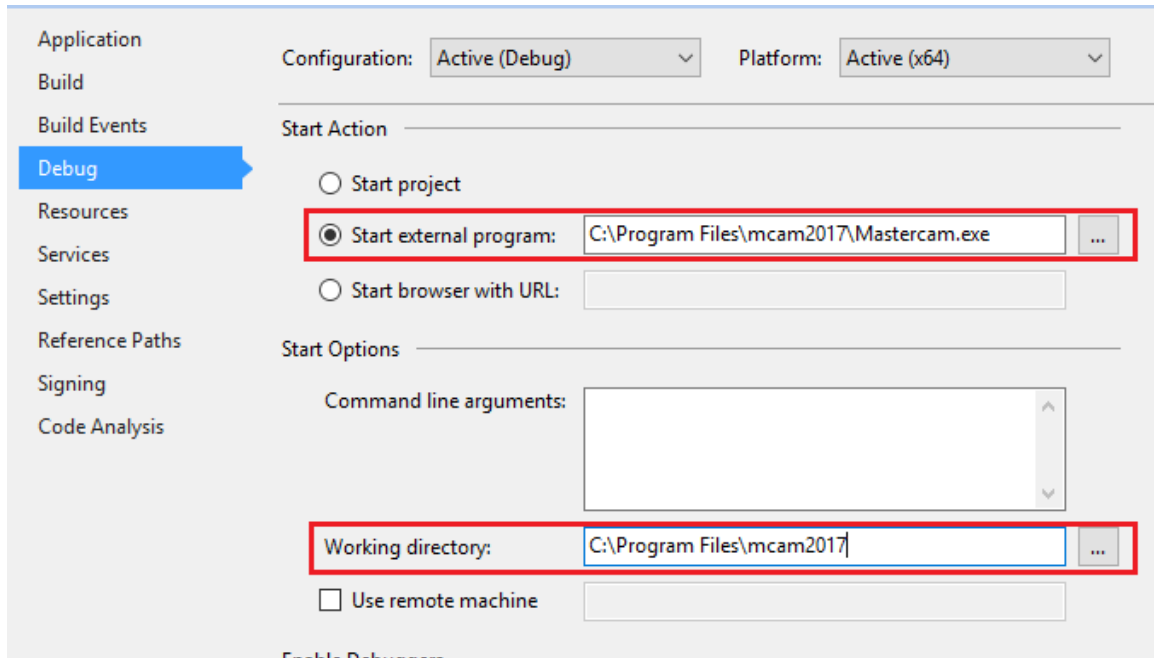 Application
Build
Build Events
Debug
Resources
Services
Settings
Reference Paths
Signing
Code Analysis
Configuration: Active (Debug) Platform: Active (x64)
Start Action
Start project
Start external program: C:\Program Files\mcam2017\Mastercam.exe ...
Start browser with URL:
Start Options
Command line arguments:
Working directory: C:\Program Files\mcam2017 ...
Use remote machine
Enable Debuggers